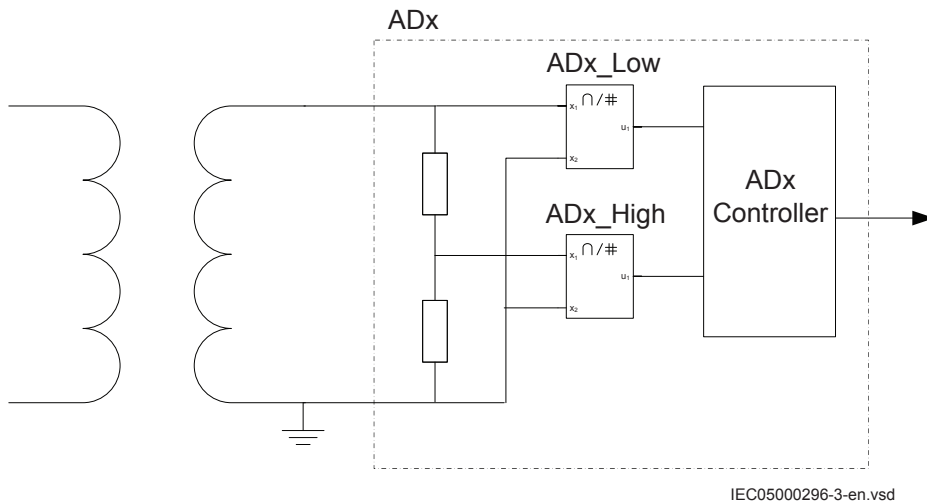 ADx
ADx_Low
x₁ ∩/#
u₁
x₂
ADx_High
x₁ ∩/#
u₁
x₂
ADx
Controller
IEC05000296-3-en.vsd